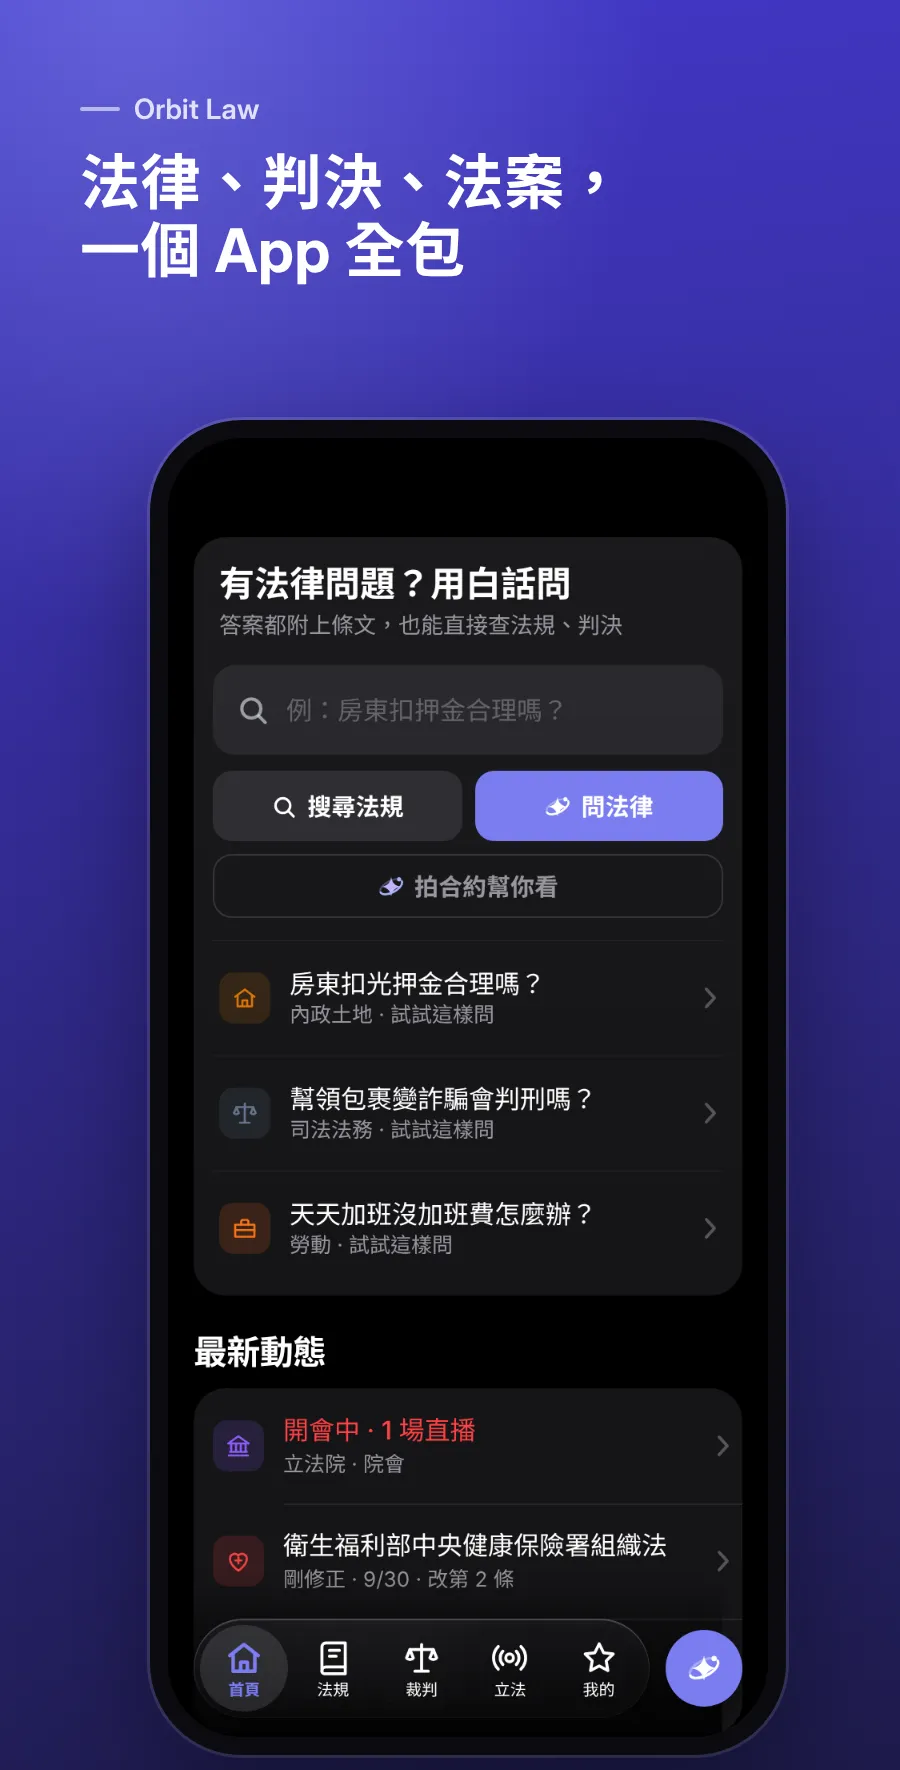 Orbit Law
法律、判決、法案，
一個 App 全包
有法律問題？用白話問
答案都附上條文，也能直接查法規、判決
例：房東扣押金合理嗎？
搜尋法規
問法律
拍合約幫你看
房東扣光押金合理嗎？
內政土地 · 試試這樣問
幫領包裹變詐騙會判刑嗎？
司法法務 · 試試這樣問
天天加班沒加班費怎麼辦？
勞動 · 試試這樣問
最新動態
開會中 · 1 場直播
立法院 · 院會
衛生福利部中央健康保險署組織法
剛修正 · 9/30 · 改第 2 條
首頁
法規
裁判
立法
我的